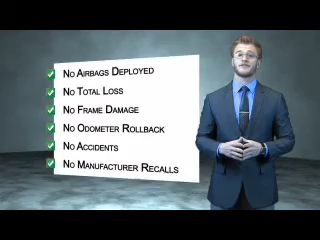 No Airbags Deployed
No Total Loss
No Frame Damage
No Odometer Rollback
No Accidents
No Manufacturer Recalls